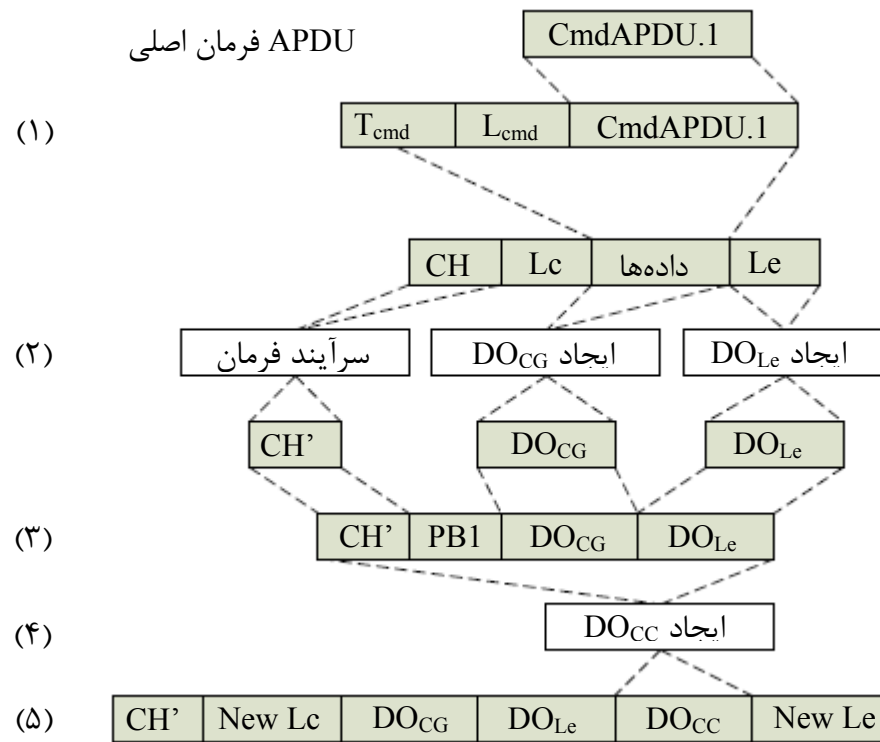 APDU فرمان اصلی
CmdAPDU.1
(۱)
Tcmd Lcmd CmdAPDU.1
CH Lc داده‌ها Le
(۲)
سرآیند فرمان
ایجاد DOCG
ایجاد DOLe
CH’ DOCG DOLe
(۳)
CH’ PB1 DOCG DOLe
(۴)
ایجاد DOCC
(۵)
CH’ New Lc DOCG DOLe DOCC New Le